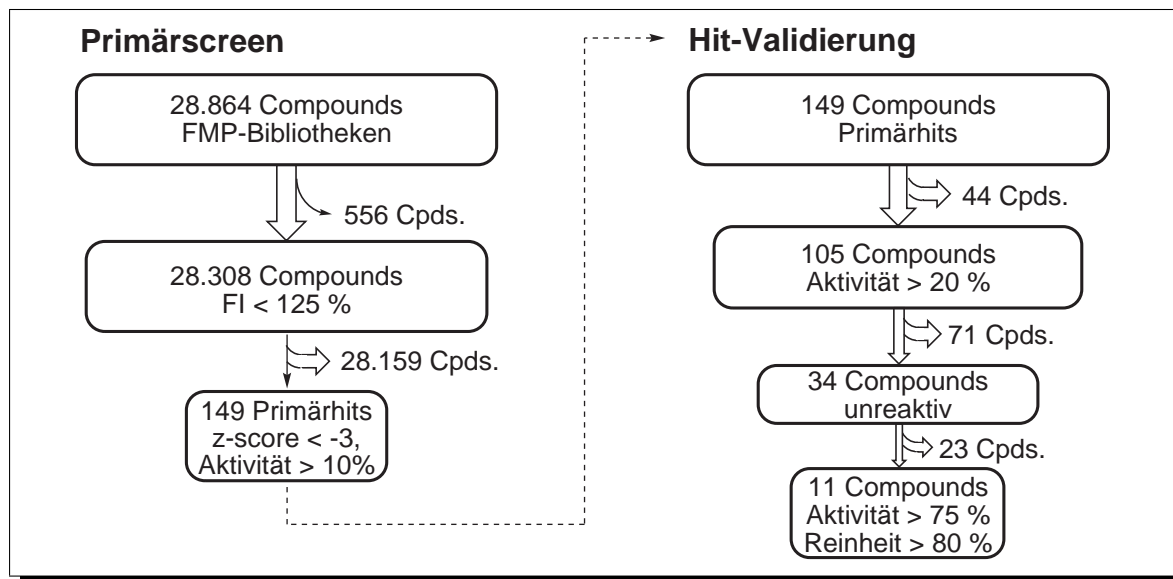 Primärscreen
28.864 Compounds
FMP-Bibliotheken
556 Cpds.
28.308 Compounds
FI < 125 %
28.159 Cpds.
149 Primärhits
z-score < -3,
Aktivität > 10%
Hit-Validierung
149 Compounds
Primärhits
44 Cpds.
105 Compounds
Aktivität > 20 %
71 Cpds.
34 Compounds
unreaktiv
23 Cpds.
11 Compounds
Aktivität > 75 %
Reinheit > 80 %